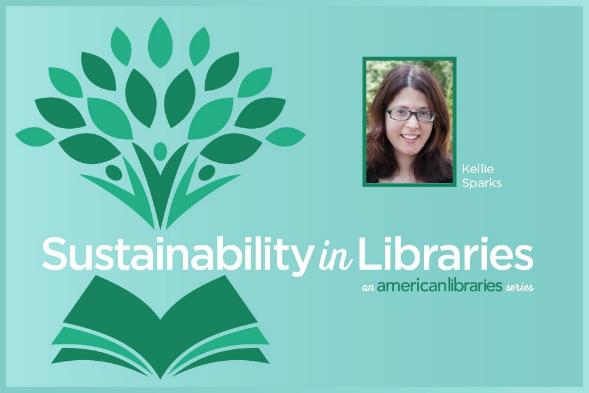 Kellie
Sparks
Sustainability in Libraries
an americanlibraries series